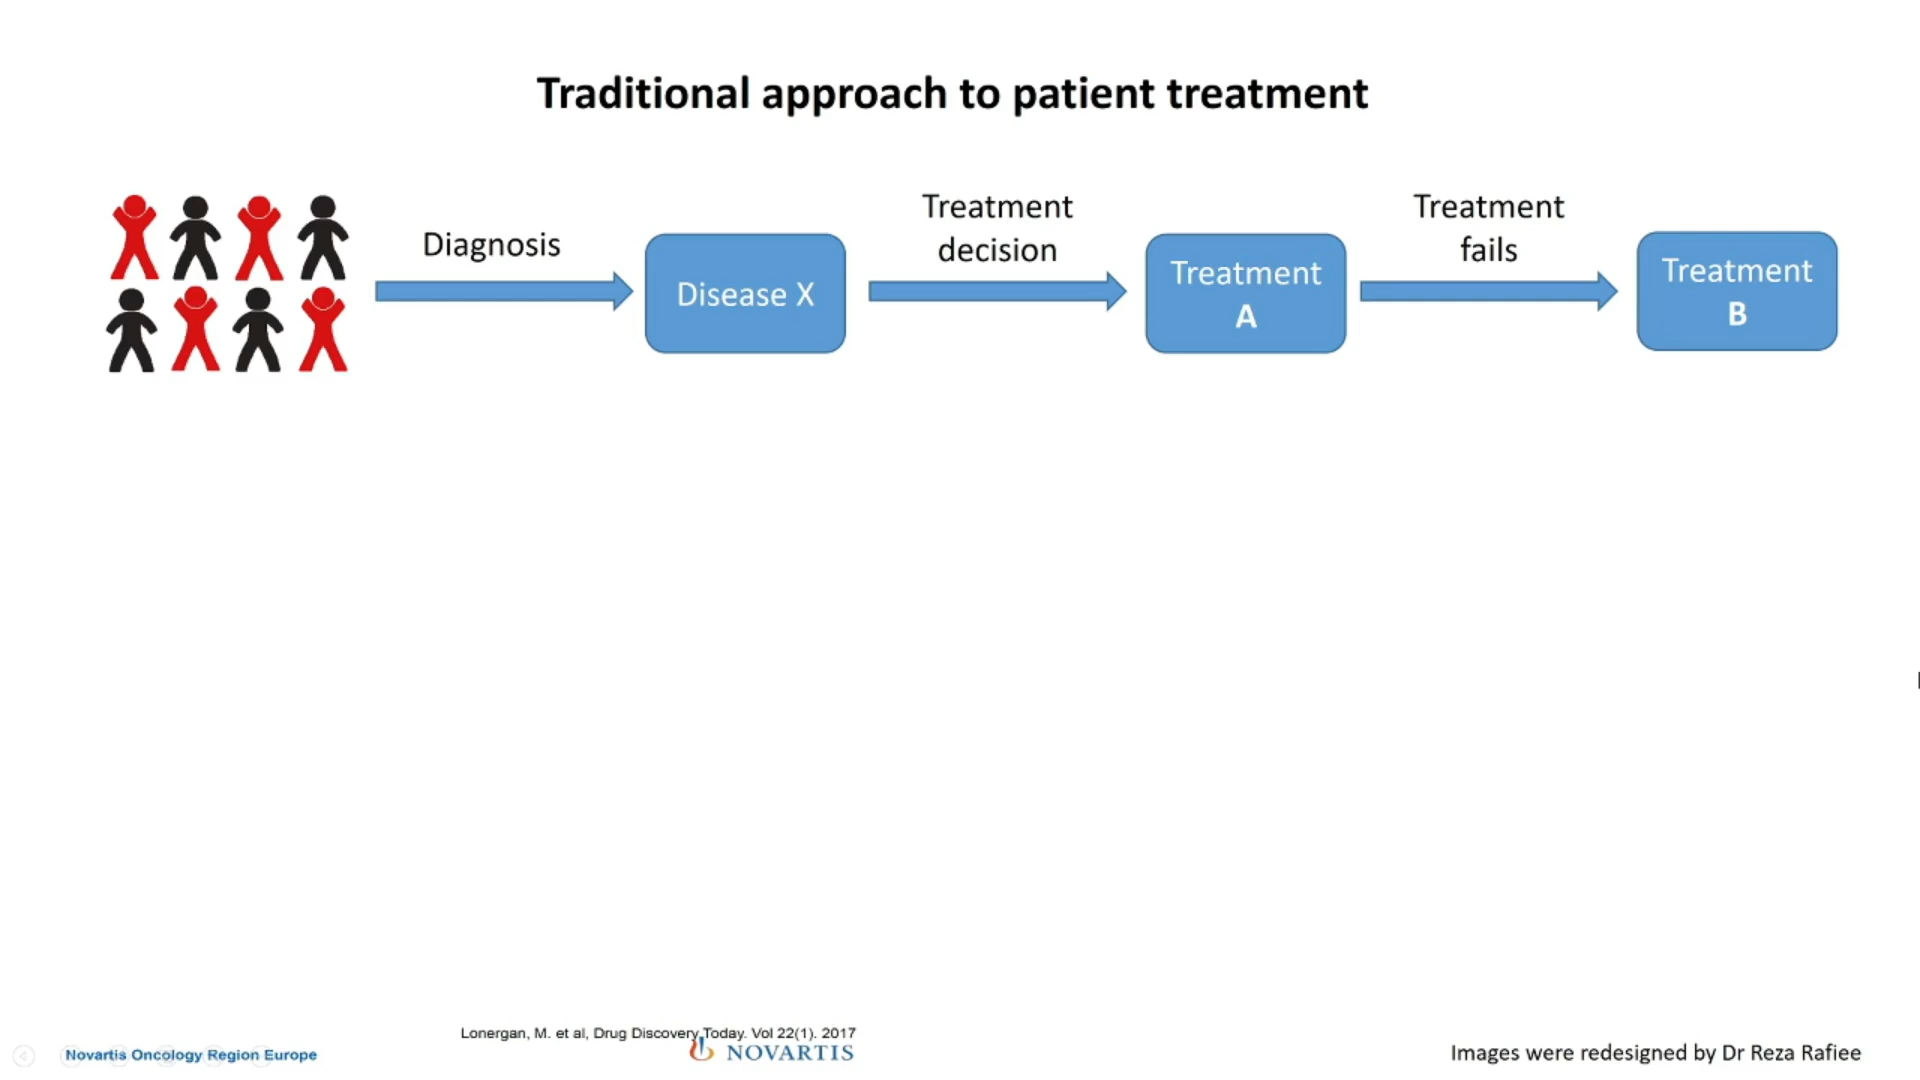 Traditional approach to patient treatment
Diagnosis
Disease X
Treatment
decision
Treatment
A
Treatment
fails
Treatment
B
Lonergan, M. et al, Drug Discovery Today. Vol 22(1). 2017
Novartis Oncology Region Europe
NOVARTIS
Images were redesigned by Dr Reza Rafiee